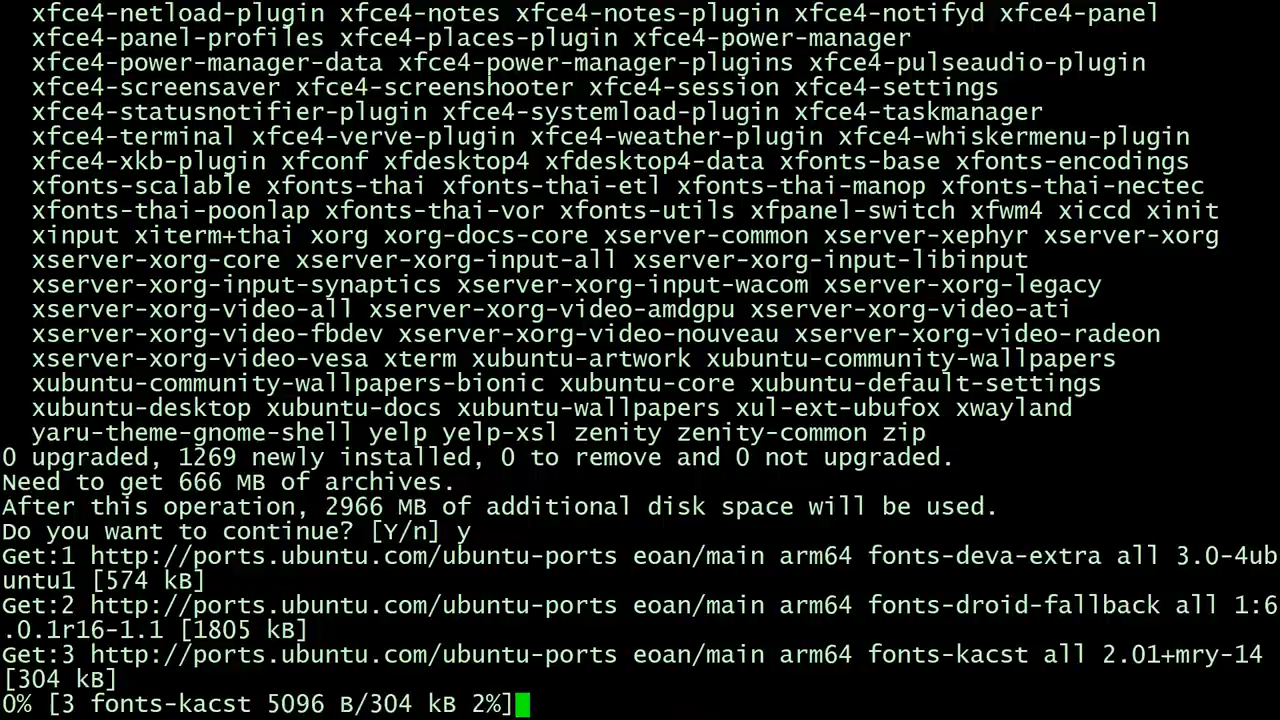 xfce4-netload-plugin xfce4-notes xfce4-notes-plugin xfce4-notifyd xfce4-panel
xfce4-panel-profiles xfce4-places-plugin xfce4-power-manager
xfce4-power-manager-data xfce4-power-manager-plugins xfce4-pulseaudio-plugin
xfce4-screensaver xfce4-screenshooter xfce4-session xfce4-settings
xfce4-statusnotifier-plugin xfce4-systemload-plugin xfce4-taskmanager
xfce4-terminal xfce4-verve-plugin xfce4-weather-plugin xfce4-whiskermenu-plugin
xfce4-xkb-plugin xfconf xfdesktop4 xfdesktop4-data xfonts-base xfonts-encodings
xfonts-scalable xfonts-thai xfonts-thai-etl xfonts-thai-manop xfonts-thai-nectec
xfonts-thai-poonlap xfonts-thai-vor xfonts-utils xfpanel-switch xfwm4 xiccd xinit
xinput xiterm+thai xorg xorg-docs-core xserver-common xserver-xephyr xserver-xorg
xserver-xorg-core xserver-xorg-input-all xserver-xorg-input-libinput
xserver-xorg-input-synaptics xserver-xorg-input-wacom xserver-xorg-legacy
xserver-xorg-video-all xserver-xorg-video-amdgpu xserver-xorg-video-ati
xserver-xorg-video-fbdev xserver-xorg-video-nouveau xserver-xorg-video-radeon
xserver-xorg-video-vesa xterm xubuntu-artwork xubuntu-community-wallpapers
xubuntu-community-wallpapers-bionic xubuntu-core xubuntu-default-settings
xubuntu-desktop xubuntu-docs xubuntu-wallpapers xul-ext-ubufox xwayland
yaru-theme-gnome-shell yelp yelp-xsl zenity zenity-common zip
0 upgraded, 1269 newly installed, 0 to remove and 0 not upgraded.
Need to get 666 MB of archives.
After this operation, 2966 MB of additional disk space will be used.
Do you want to continue? [Y/n] y
Get:1 http://ports.ubuntu.com/ubuntu-ports eoan/main arm64 fonts-deva-extra all 3.0-4ub
untu1 [574 kB]
Get:2 http://ports.ubuntu.com/ubuntu-ports eoan/main arm64 fonts-droid-fallback all 1:6
.0.1r16-1.1 [1805 kB]
Get:3 http://ports.ubuntu.com/ubuntu-ports eoan/main arm64 fonts-kacst all 2.01+mry-14
[304 kB]
0% [3 fonts-kacst 5096 B/304 kB 2%]